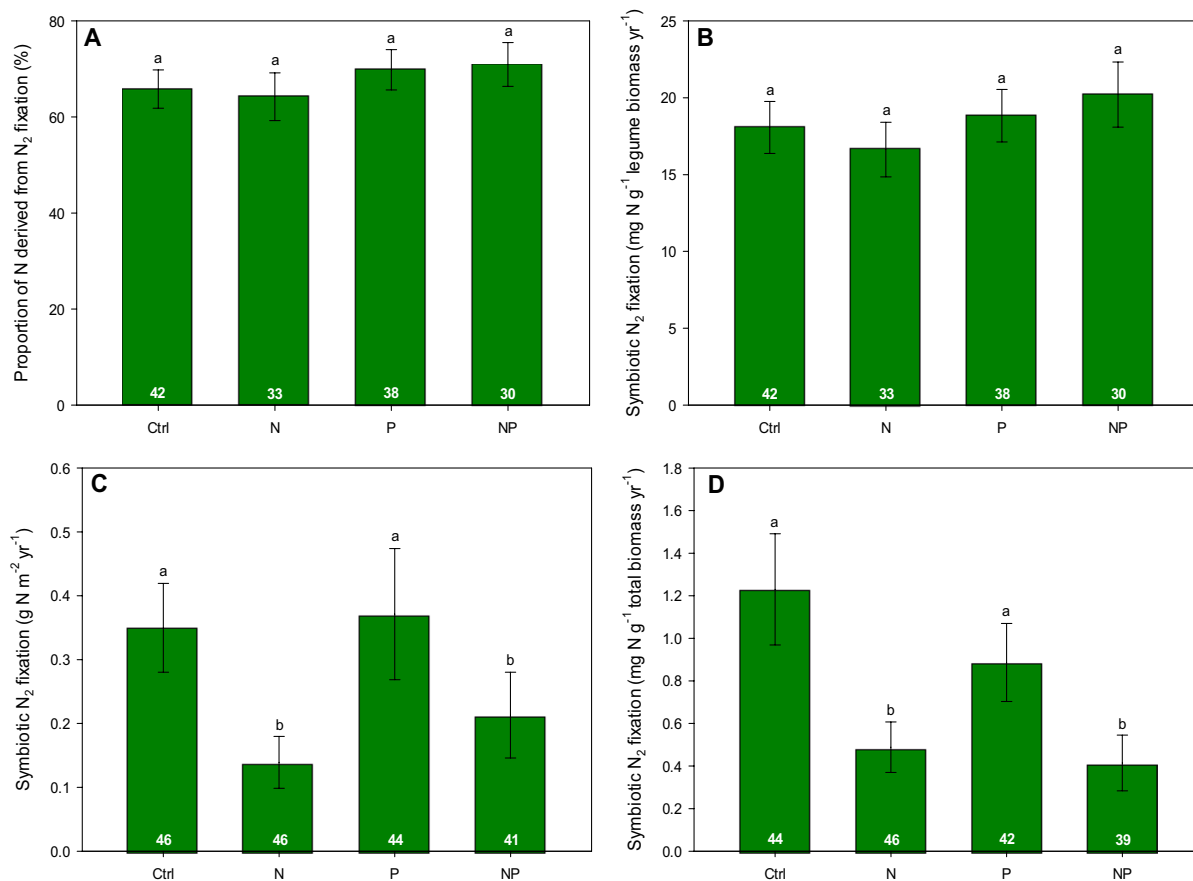 A
Proportion of N derived from N₂ fixation (%)
80
60
40
20
0
a
a
a
a
42
33
38
30
Ctrl
N
P
NP
B
Symbiotic N₂ fixation (mg N g⁻¹ legume biomass yr⁻¹)
25
20
15
10
5
0
a
a
a
a
42
33
38
30
Ctrl
N
P
NP
C
Symbiotic N₂ fixation (g N m⁻² yr⁻¹)
0.6
0.5
0.4
0.3
0.2
0.1
0.0
a
b
a
b
46
46
44
41
Ctrl
N
P
NP
D
Symbiotic N₂ fixation (mg N g⁻¹ total biomass yr⁻¹)
1.8
1.6
1.4
1.2
1.0
0.8
0.6
0.4
0.2
0.0
a
b
a
b
44
46
42
39
Ctrl
N
P
NP